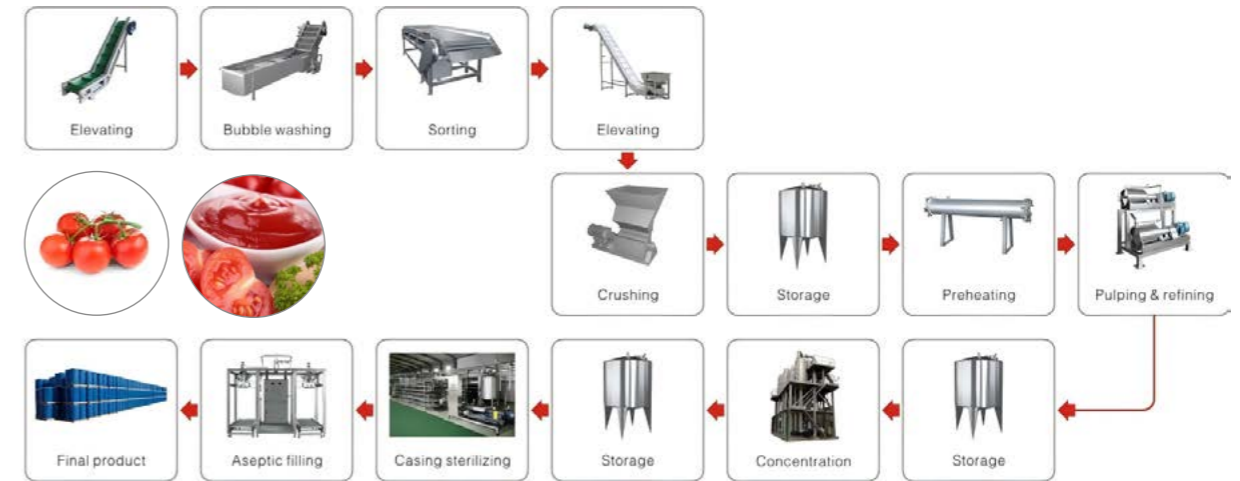 Elevating
Bubble washing
Sorting
Elevating
Crushing
Storage
Preheating
Pulping & refining
Final product
Aseptic filling
Casing sterilizing
Storage
Concentration
Storage